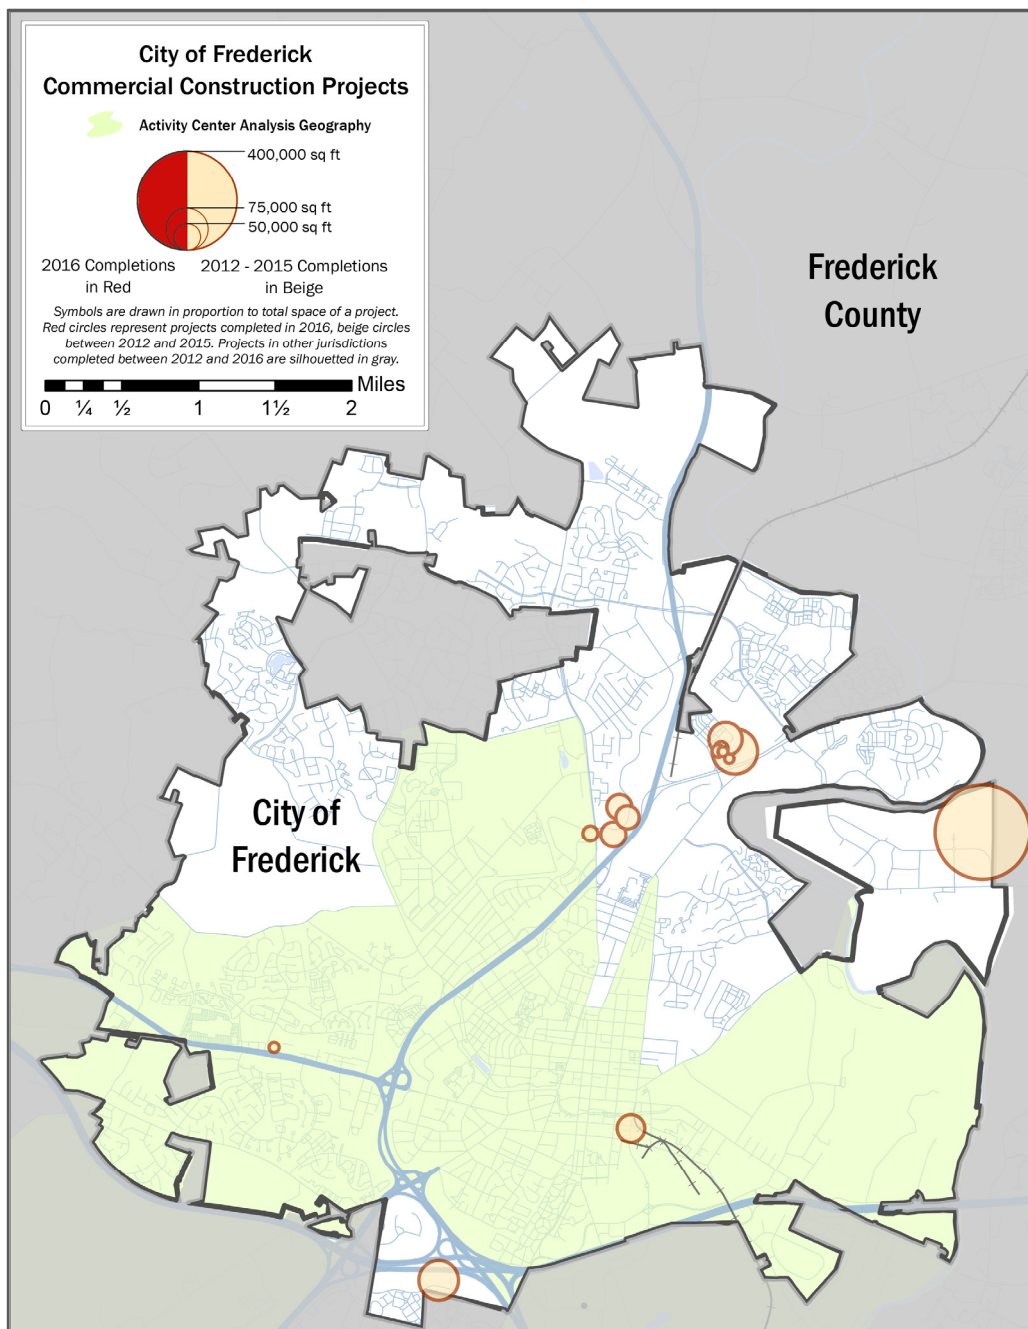 City of Frederick
Commercial Construction Projects
Activity Center Analysis Geography
400,000 sq ft
75,000 sq ft
50,000 sq ft
2016 Completions
in Red
2012 - 2015 Completions
in Beige
Symbols are drawn in proportion to total space of a project.
Red circles represent projects completed in 2016, beige circles
between 2012 and 2015. Projects in other jurisdictions
completed between 2012 and 2016 are silhouetted in gray.
Miles
0 ¼ ½ 1 1½ 2
Frederick
County
City of
Frederick